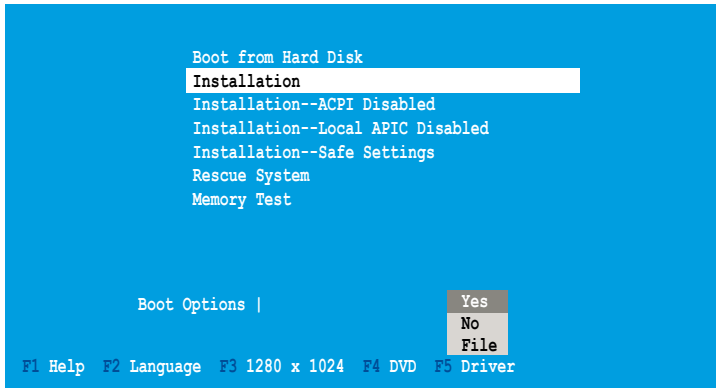 Boot from Hard Disk
Installation
Installation--ACPI Disabled
Installation--Local APIC Disabled
Installation--Safe Settings
Rescue System
Memory Test
Boot Options |
Yes
No
File
F1 Help F2 Language F3 1280 x 1024 F4 DVD F5 Driver